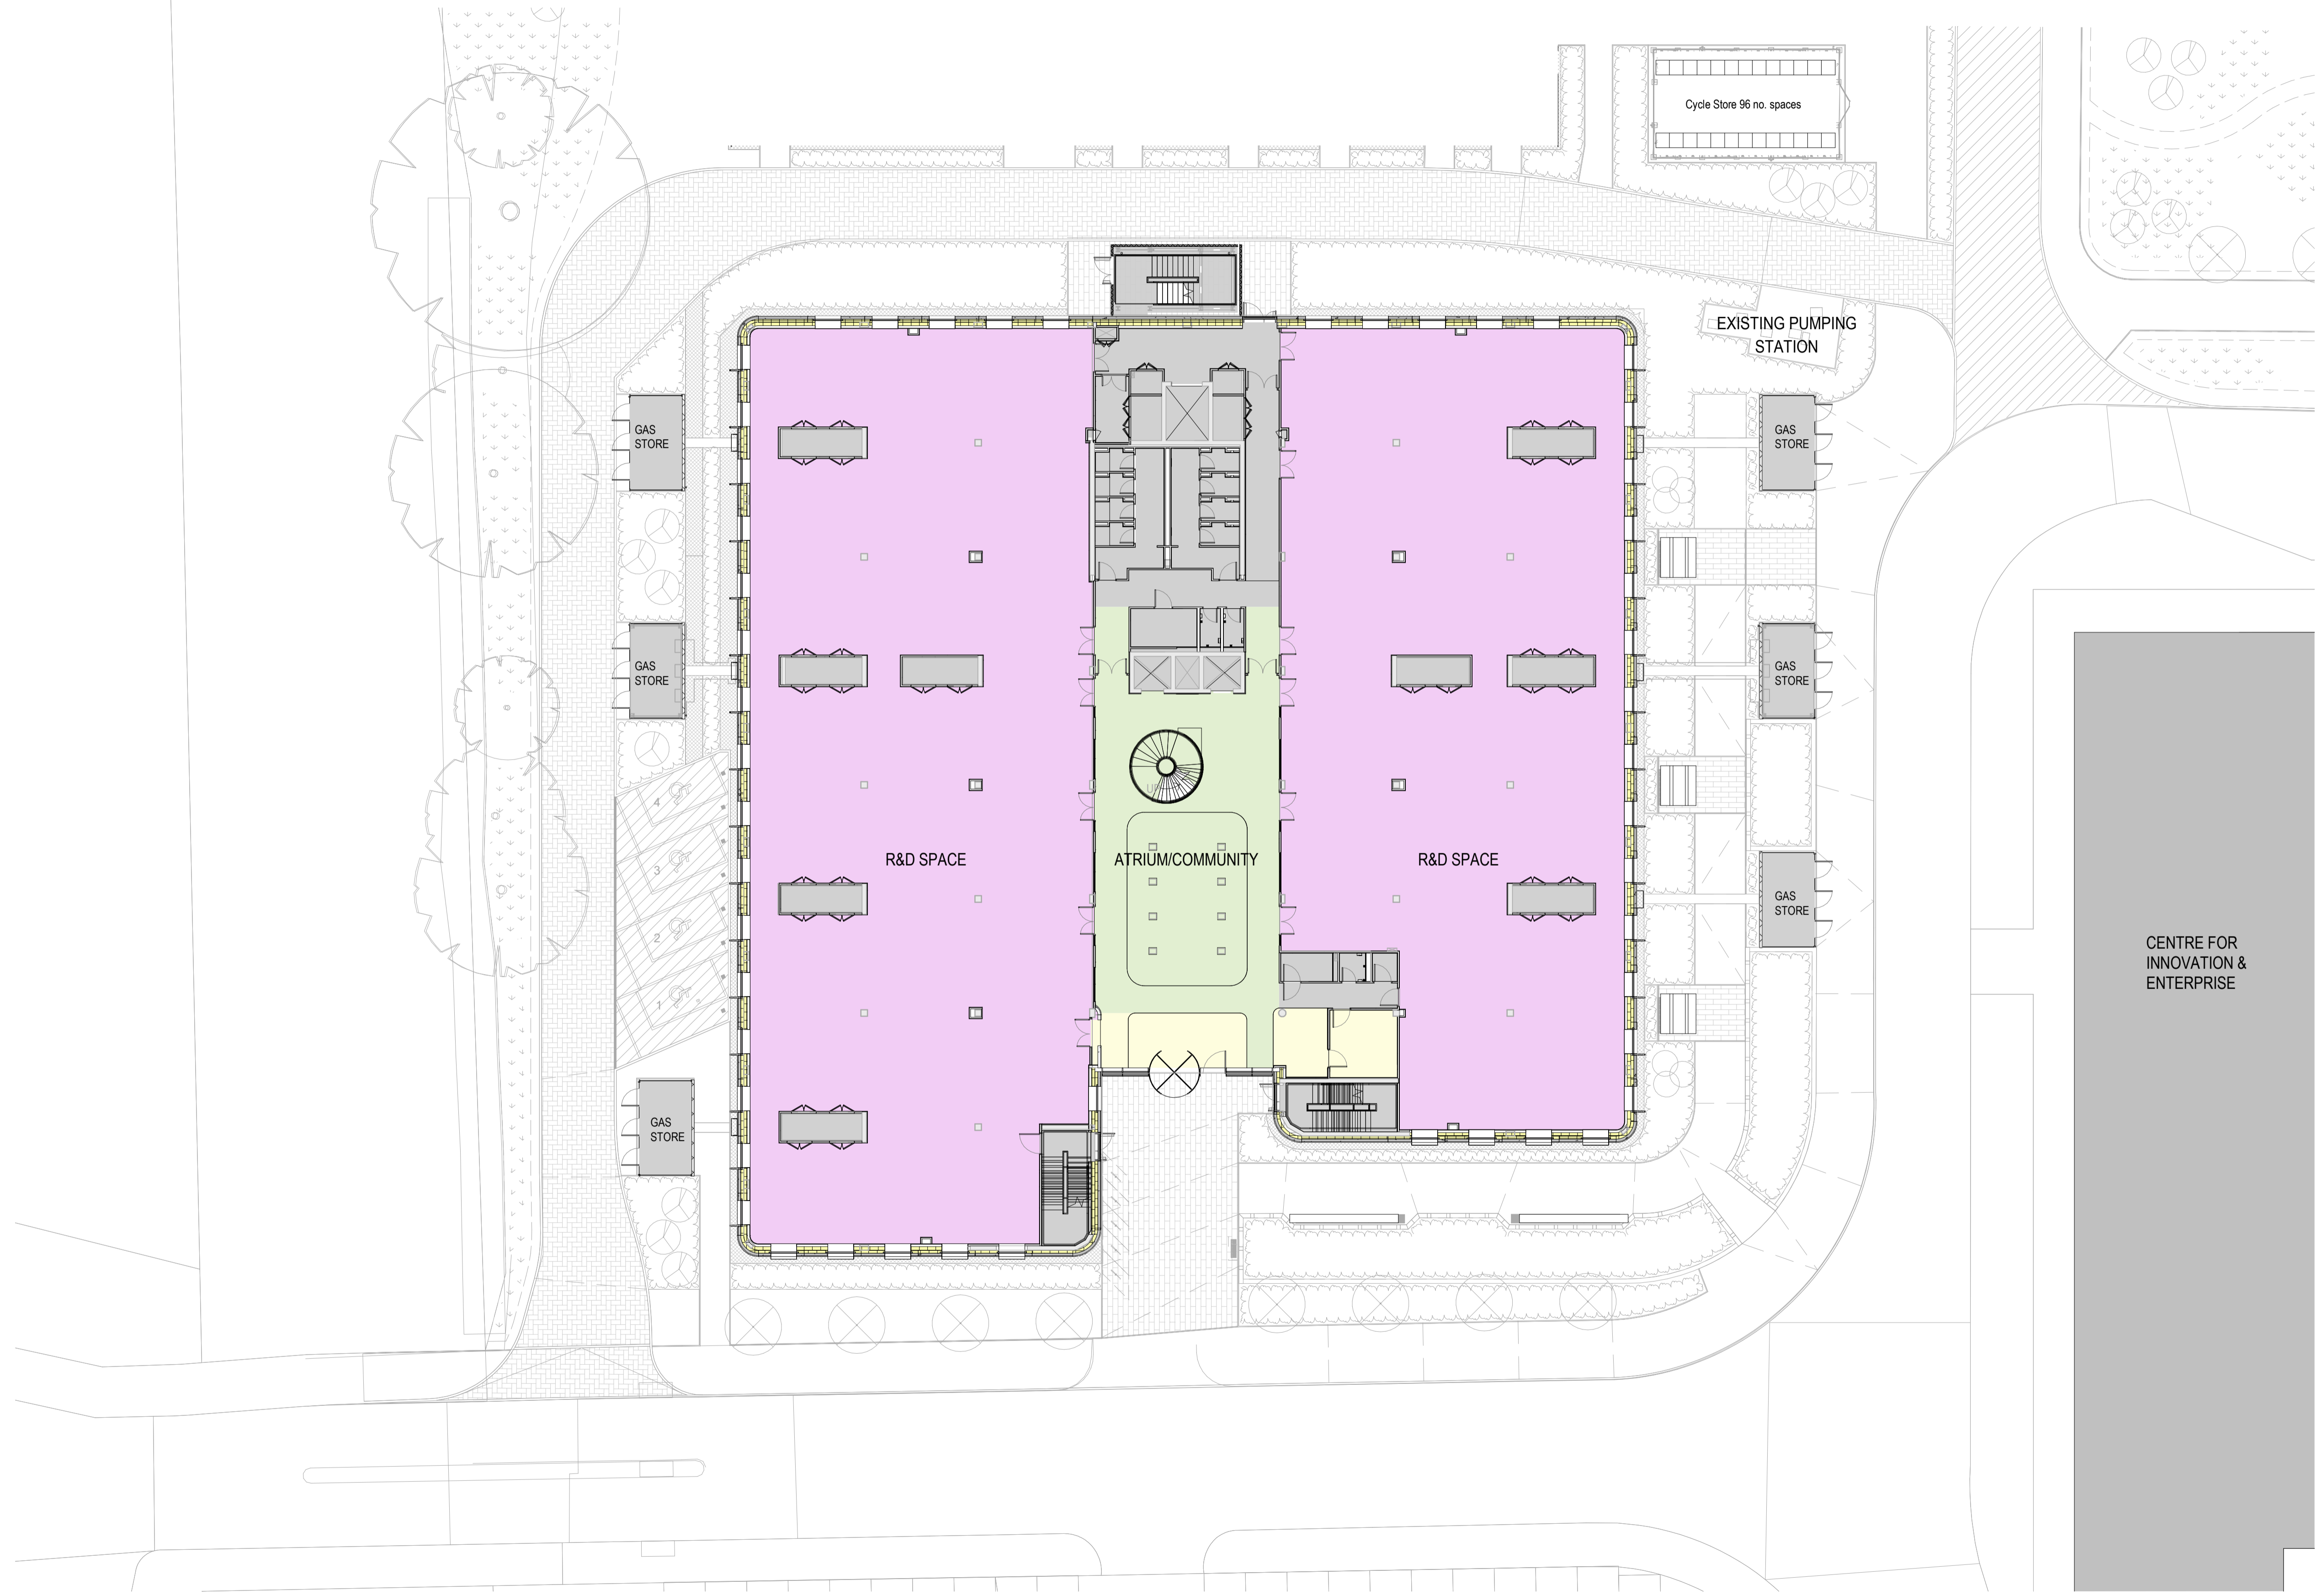 Cycle Store 96 no. spaces
EXISTING PUMPING
STATION
GAS
STORE
GAS
STORE
GAS
STORE
GAS
STORE
4
3
2
1
UP
R&D SPACE
ATRIUM/COMMUNITY
R&D SPACE
GAS
STORE
CENTRE FOR
INNOVATION &
ENTERPRISE
GAS
STORE